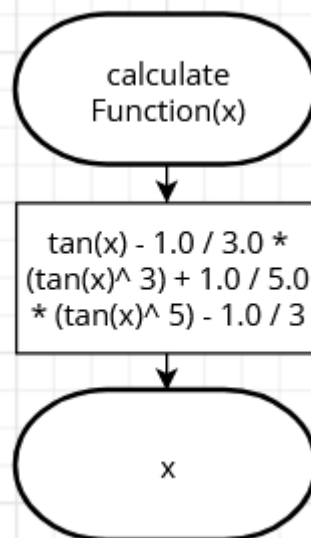 calculate
Function(x)
tan(x) - 1.0 / 3.0 *
(tan(x)^ 3) + 1.0 / 5.0
* (tan(x)^ 5) - 1.0 / 3
x